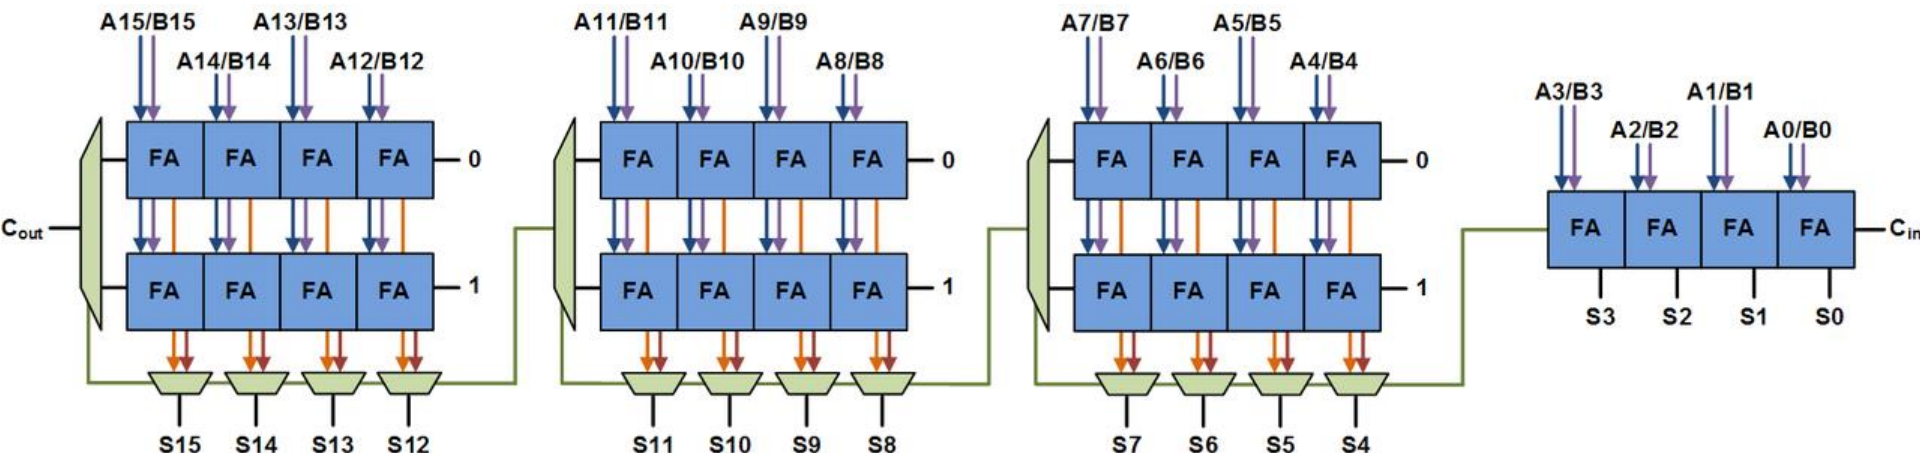 A15/B15 A13/B13 A11/B11 A9/B9 A7/B7 A5/B5
A14/B14 A12/B12 A10/B10 A8/B8 A6/B6 A4/B4
A3/B3 A1/B1
A2/B2 A0/B0
FA FA FA FA 0 FA FA FA FA 0 FA FA FA FA 0
Cout FA FA FA FA Cin
FA FA FA FA 1 FA FA FA FA 1 FA FA FA FA 1
S3 S2 S1 S0
S15 S14 S13 S12 S11 S10 S9 S8 S7 S6 S5 S4